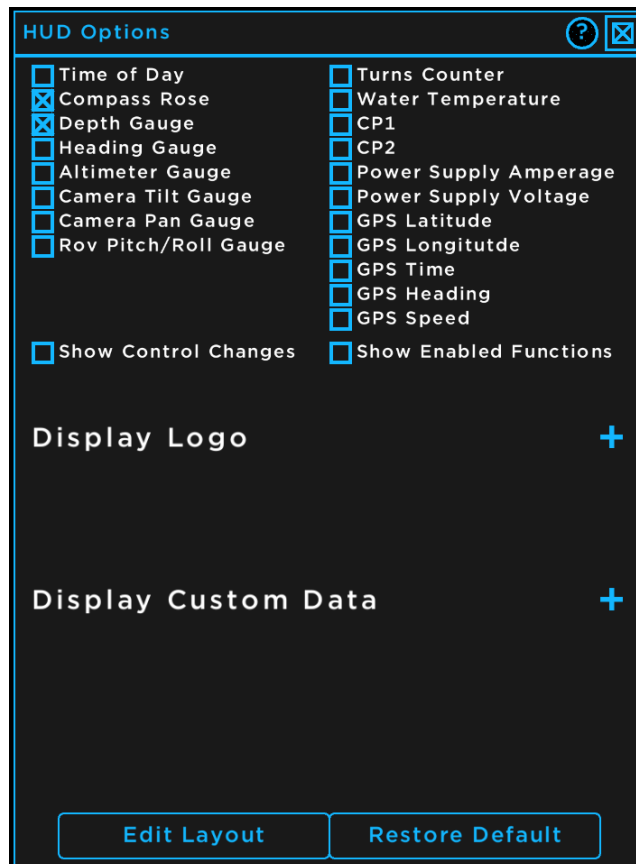 HUD Options
?
Time of Day
Compass Rose
Depth Gauge
Heading Gauge
Altimeter Gauge
Camera Tilt Gauge
Camera Pan Gauge
Rov Pitch/Roll Gauge
Turns Counter
Water Temperature
CP1
CP2
Power Supply Amperage
Power Supply Voltage
GPS Latitude
GPS Longitutde
GPS Time
GPS Heading
GPS Speed
Show Control Changes
Show Enabled Functions
Display Logo +
Display Custom Data +
Edit Layout
Restore Default